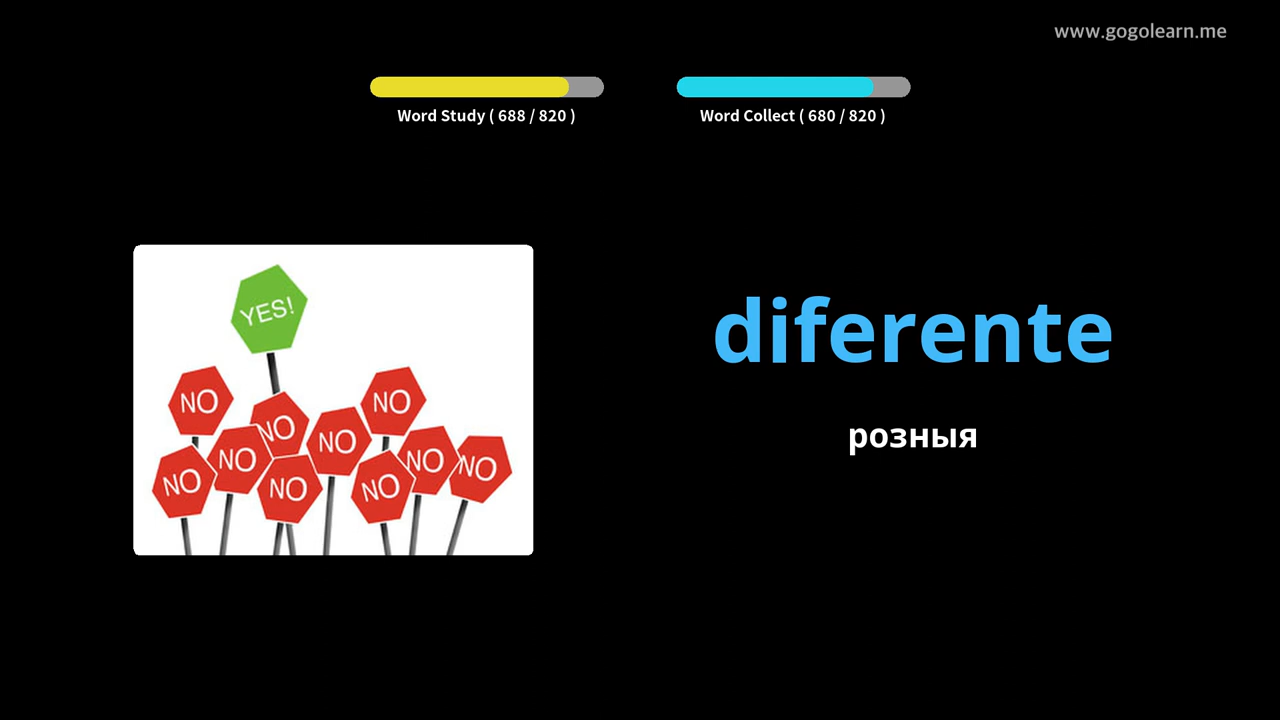 www.gogolearn.me
Word Study ( 688 / 820 )
Word Collect ( 680 / 820 )
YES!
NO
NO
NO
NO
NO
NO
NO
NO
NO
NO
diferente
розныя